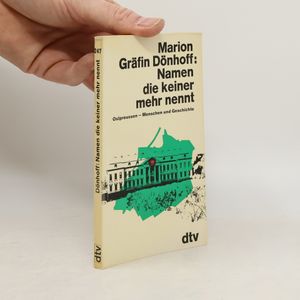 Marion
Gräfin Dönhoff:
Namen
die keiner
mehr nennt
Ostpreussen – Menschen und Geschichte
dtv
Dönhoff: Namen die keiner mehr nennt
dtv